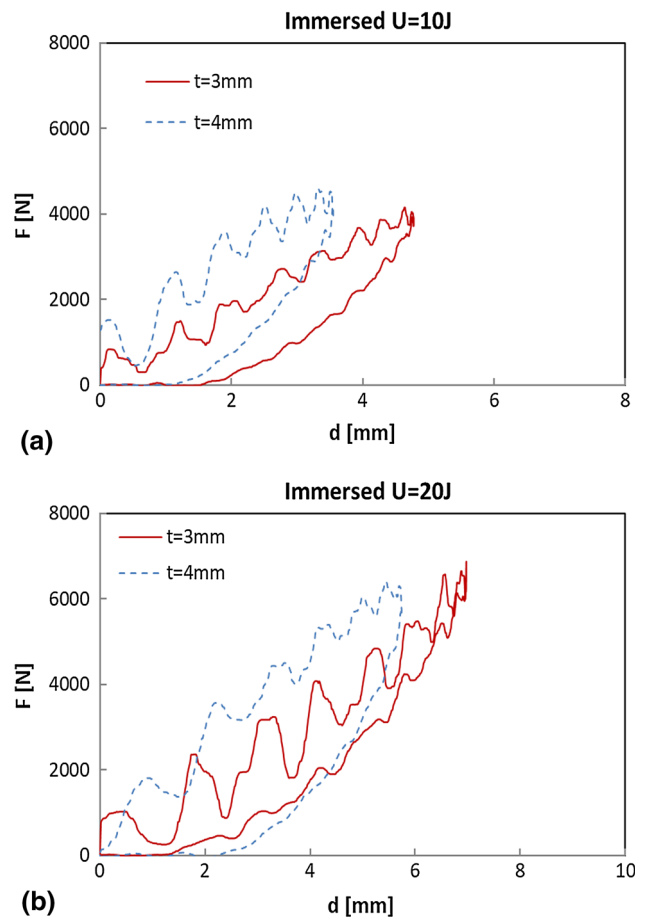 Immersed U=10J
8000
t=3mm
t=4mm
6000
F [N]
4000
2000
0
0 2 4 6 8
d [mm]
(a)
Immersed U=20J
8000
t=3mm
t=4mm
6000
F [N]
4000
2000
0
0 2 4 6 8 10
d [mm]
(b)